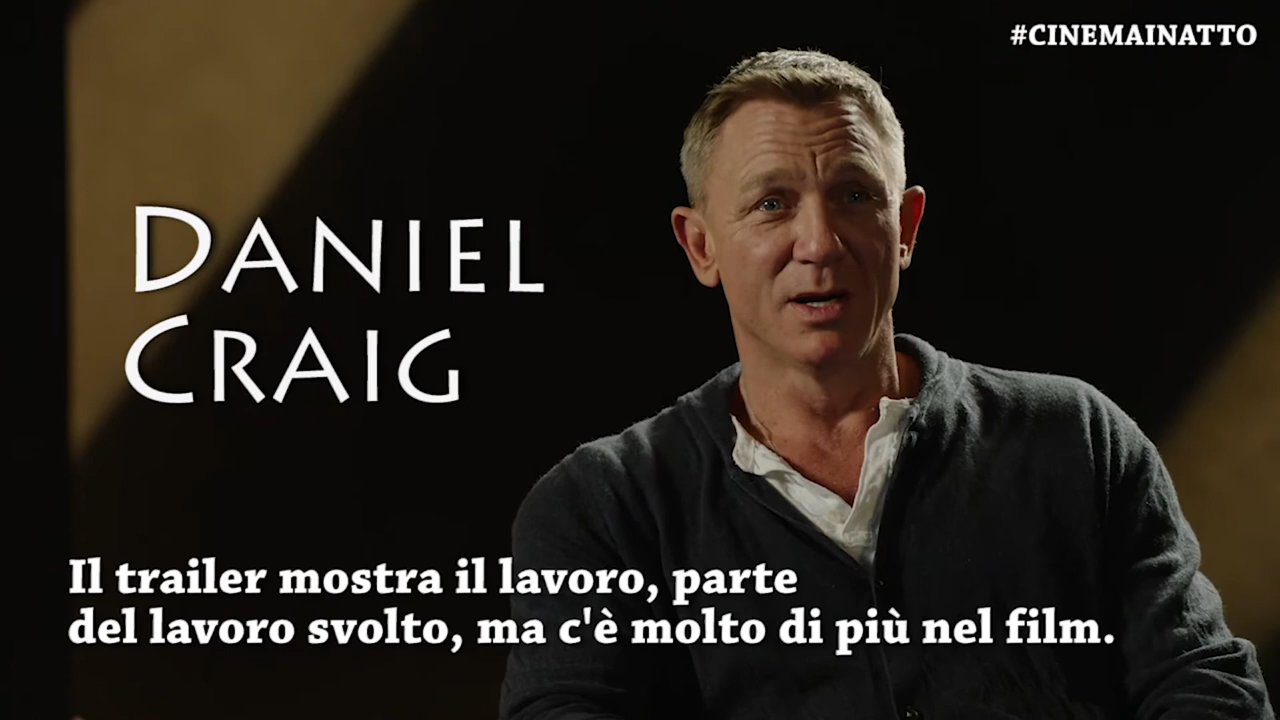 #CINEMAINATTO
DANIEL
CRAIG
Il trailer mostra il lavoro, parte
del lavoro svolto, ma c'è molto di più nel film.